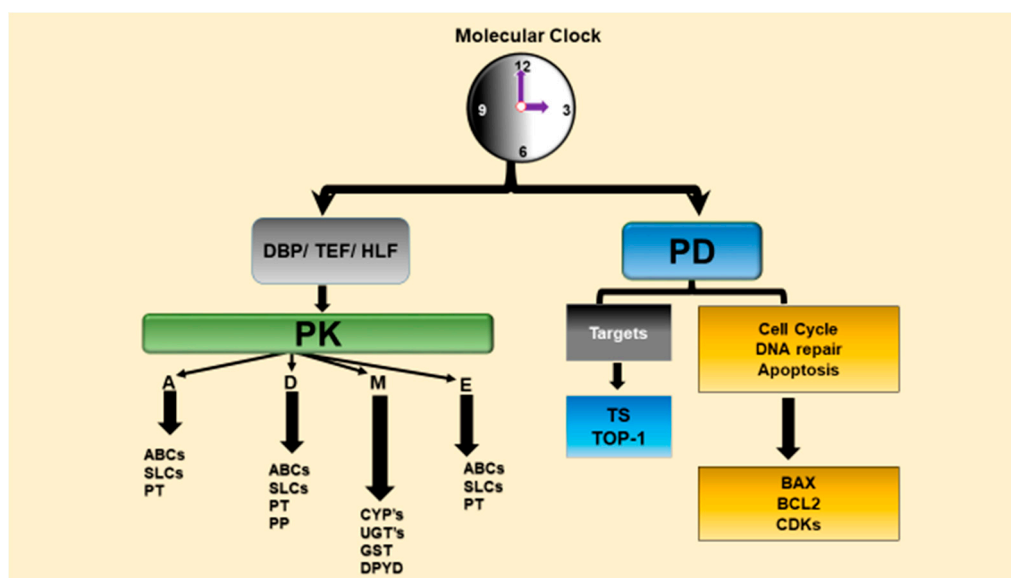 Molecular Clock
12
9
3
6
DBP/ TEF/ HLF
PD
PK
Targets
Cell Cycle
DNA repair
Apoptosis
A
D
M
E
TS
TOP-1
ABCs
SLCs
PT
ABCs
SLCs
PT
PP
CYP's
UGT's
GST
DPYD
ABCs
SLCs
PT
BAX
BCL2
CDKs